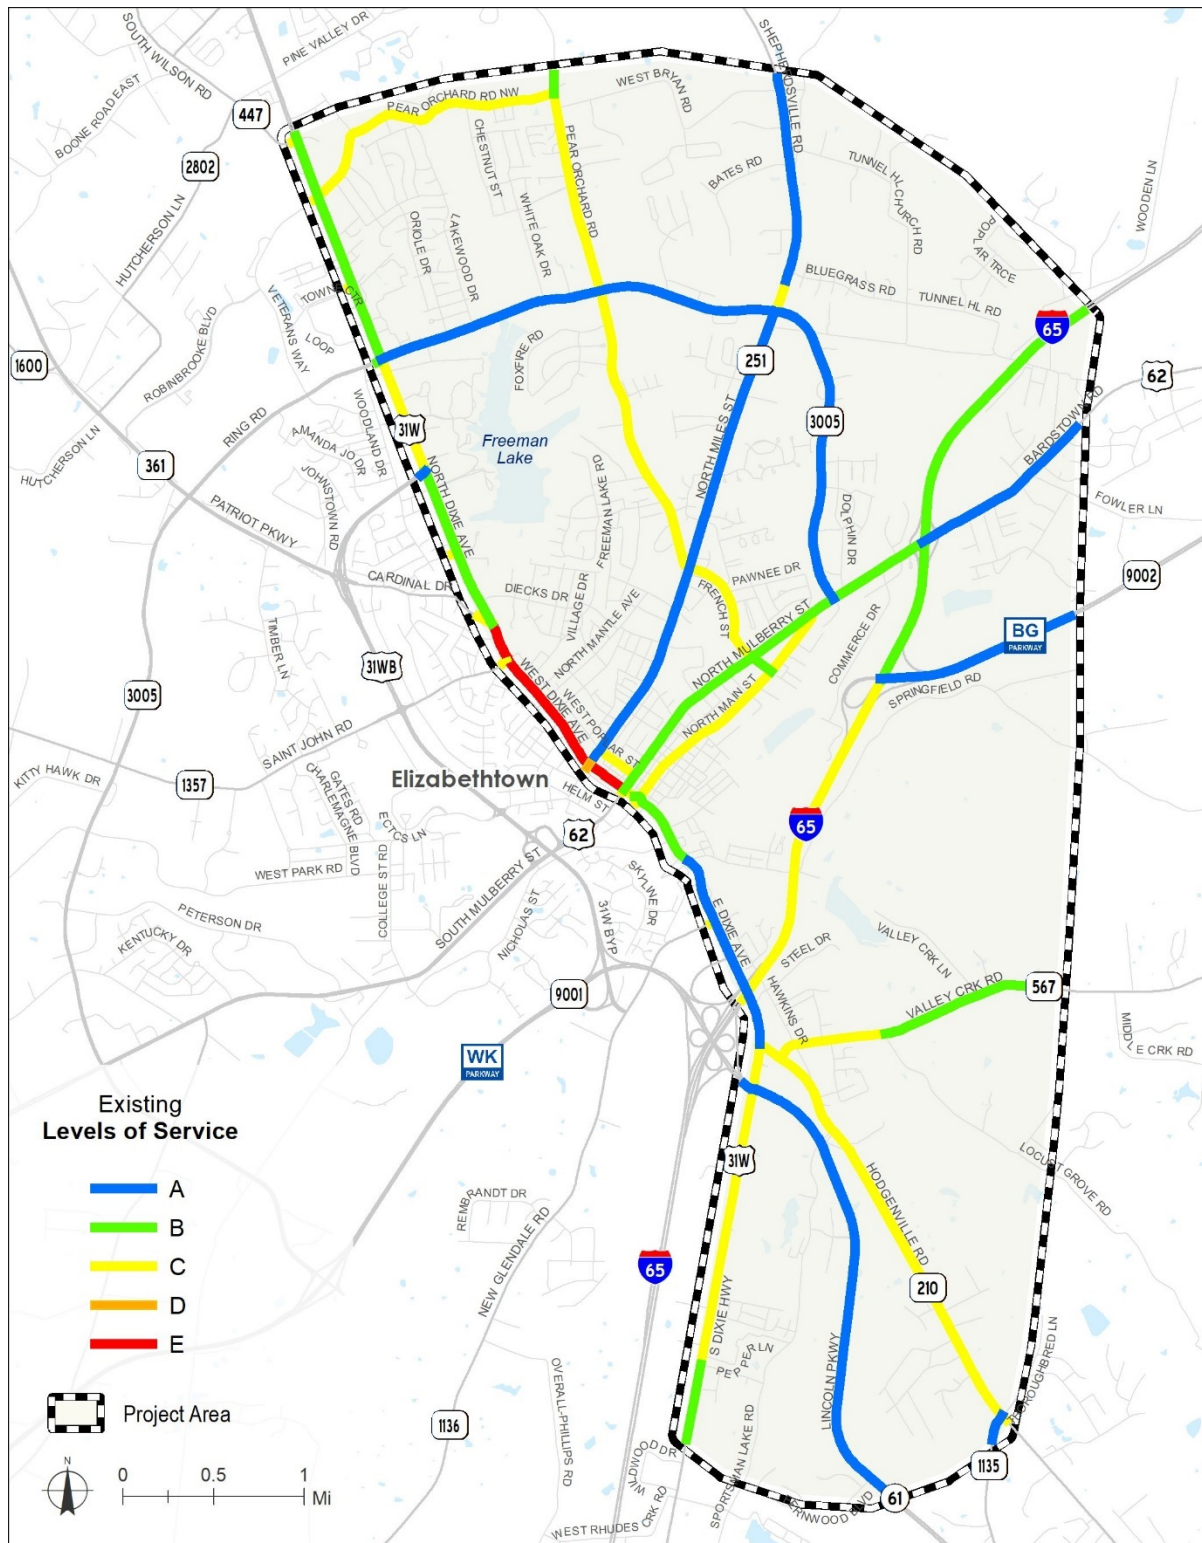 SOUTH WILSON RD
PINE VALLEY DR
SHEPHERDSVILLE RD
BOONE ROAD EAST
447
2802
PEAR ORCHARD RD NW
WEST BRYAN RD
CHESTNUT ST
PEAR ORCHARD RD
BATES RD
TUNNEL HL CHURCH RD
WOODEN LN
HUTCHERSON LN
ORIOLE DR
LAKEWOOD DR
WHITE OAK DR
POPLAR TRCE
BLUEGRASS RD
TUNNEL HL RD
65
TOWNE CTR
VETERANS WAY
LOOP
ROBINBROOKE BLVD
1600
FOXFIRE RD
251
62
BARDSTOWN RD
WOODLAND DR
31W
RING RD
HUTCHERSON LN
361
AMANDA JO DR
JOHNSTOWN RD
Freeman
Lake
NORTH MILES ST
3005
NORTH DIXIE AVE
FREEMAN LAKE RD
DOLPHIN DR
FOWLER LN
PATRIOT PKWY
CARDINAL DR
DIECKS DR
VILLAGE DR
NORTH MANTLE AVE
FRENCH ST
PAWNEE DR
9002
TIMBER LN
31WB
NORTH MULBERRY ST
COMMERCE DR
BG
PARKWAY
SPRINGFIELD RD
3005
WEST DIXIE AVE
WEST POPLAR ST
NORTH MAIN ST
SAINT JOHN RD
KITTY HAWK DR
1357
Elizabethtown
HELM ST
GATES RD
CHARLEMAGNE BLVD
ECTCS LN
62
65
WEST PARK RD
COLLEGE ST RD
SOUTH MULBERRY ST
SKYLINE DR
PETERSON DR
KENTUCKY DR
NICHOLAS ST
31W BYP
E DIXIE AVE
STEEL DR
VALLEY CRK LN
9001
HAWKINS DR
VALLEY CRK RD
567
MIDDLE CRK RD
WK
PARKWAY
Existing
Levels of Service
A
B
C
D
E
Project Area
31W
LOCUST GROVE RD
REMBRANDT DR
NEW GLENDALE RD
HODGENVILLE RD
65
210
S DIXIE HWY
PEPPER LN
LINCOLN PKWY
THOROUGHBRED LN
OVERALL-PHILLIPS RD
1136
WILDWOOD DR
SPORTSMAN LAKE RD
1135
61
WEST RHUDES CRK RD
N
0 0.5 1
Mi